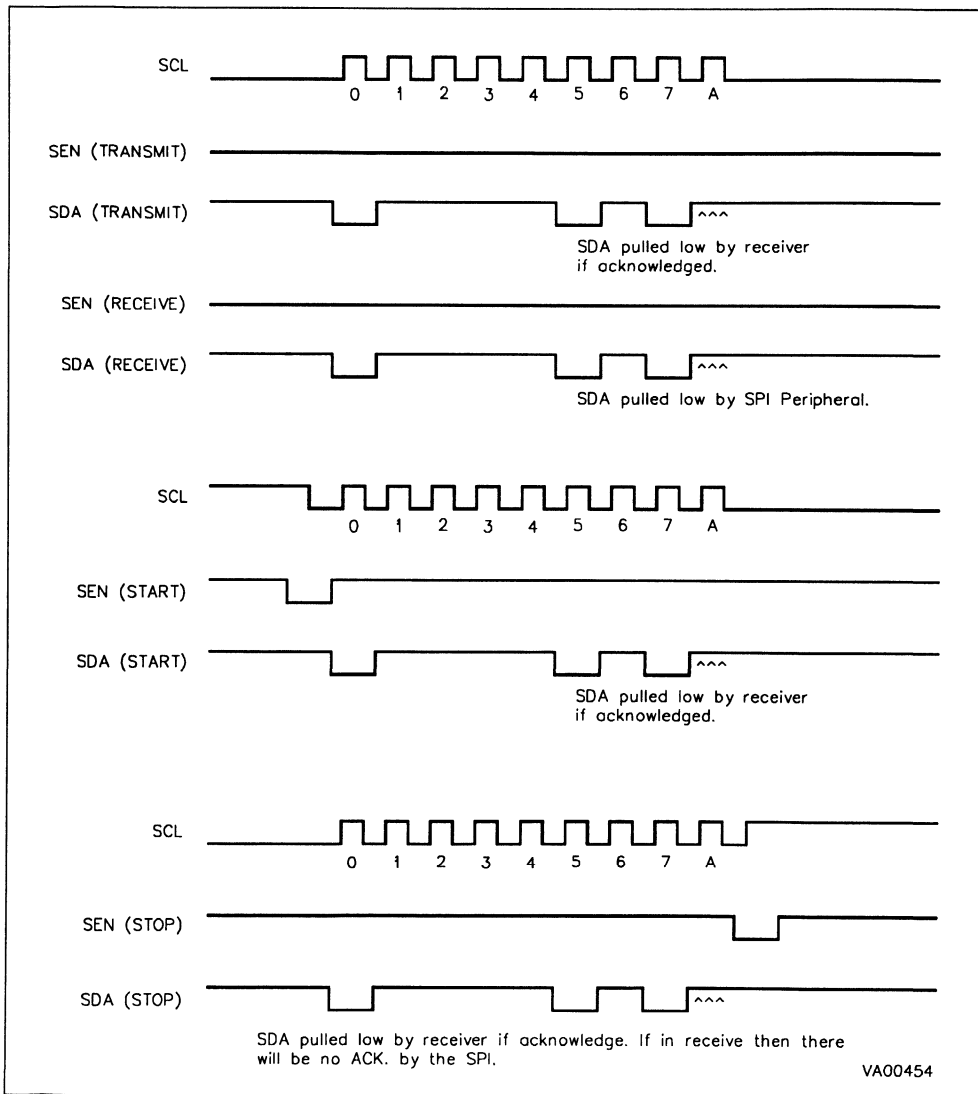 SCL
0 1 2 3 4 5 6 7 A
SEN (TRANSMIT)
SDA (TRANSMIT)
^^^
SDA pulled low by receiver
if acknowledged.
SEN (RECEIVE)
SDA (RECEIVE)
^^^
SDA pulled low by SPI Peripheral.
SCL
0 1 2 3 4 5 6 7 A
SEN (START)
SDA (START)
^^^
SDA pulled low by receiver
if acknowledged.
SCL
0 1 2 3 4 5 6 7 A
SEN (STOP)
SDA (STOP)
^^^
SDA pulled low by receiver if acknowledge. If in receive then there
will be no ACK. by the SPI.
VA00454